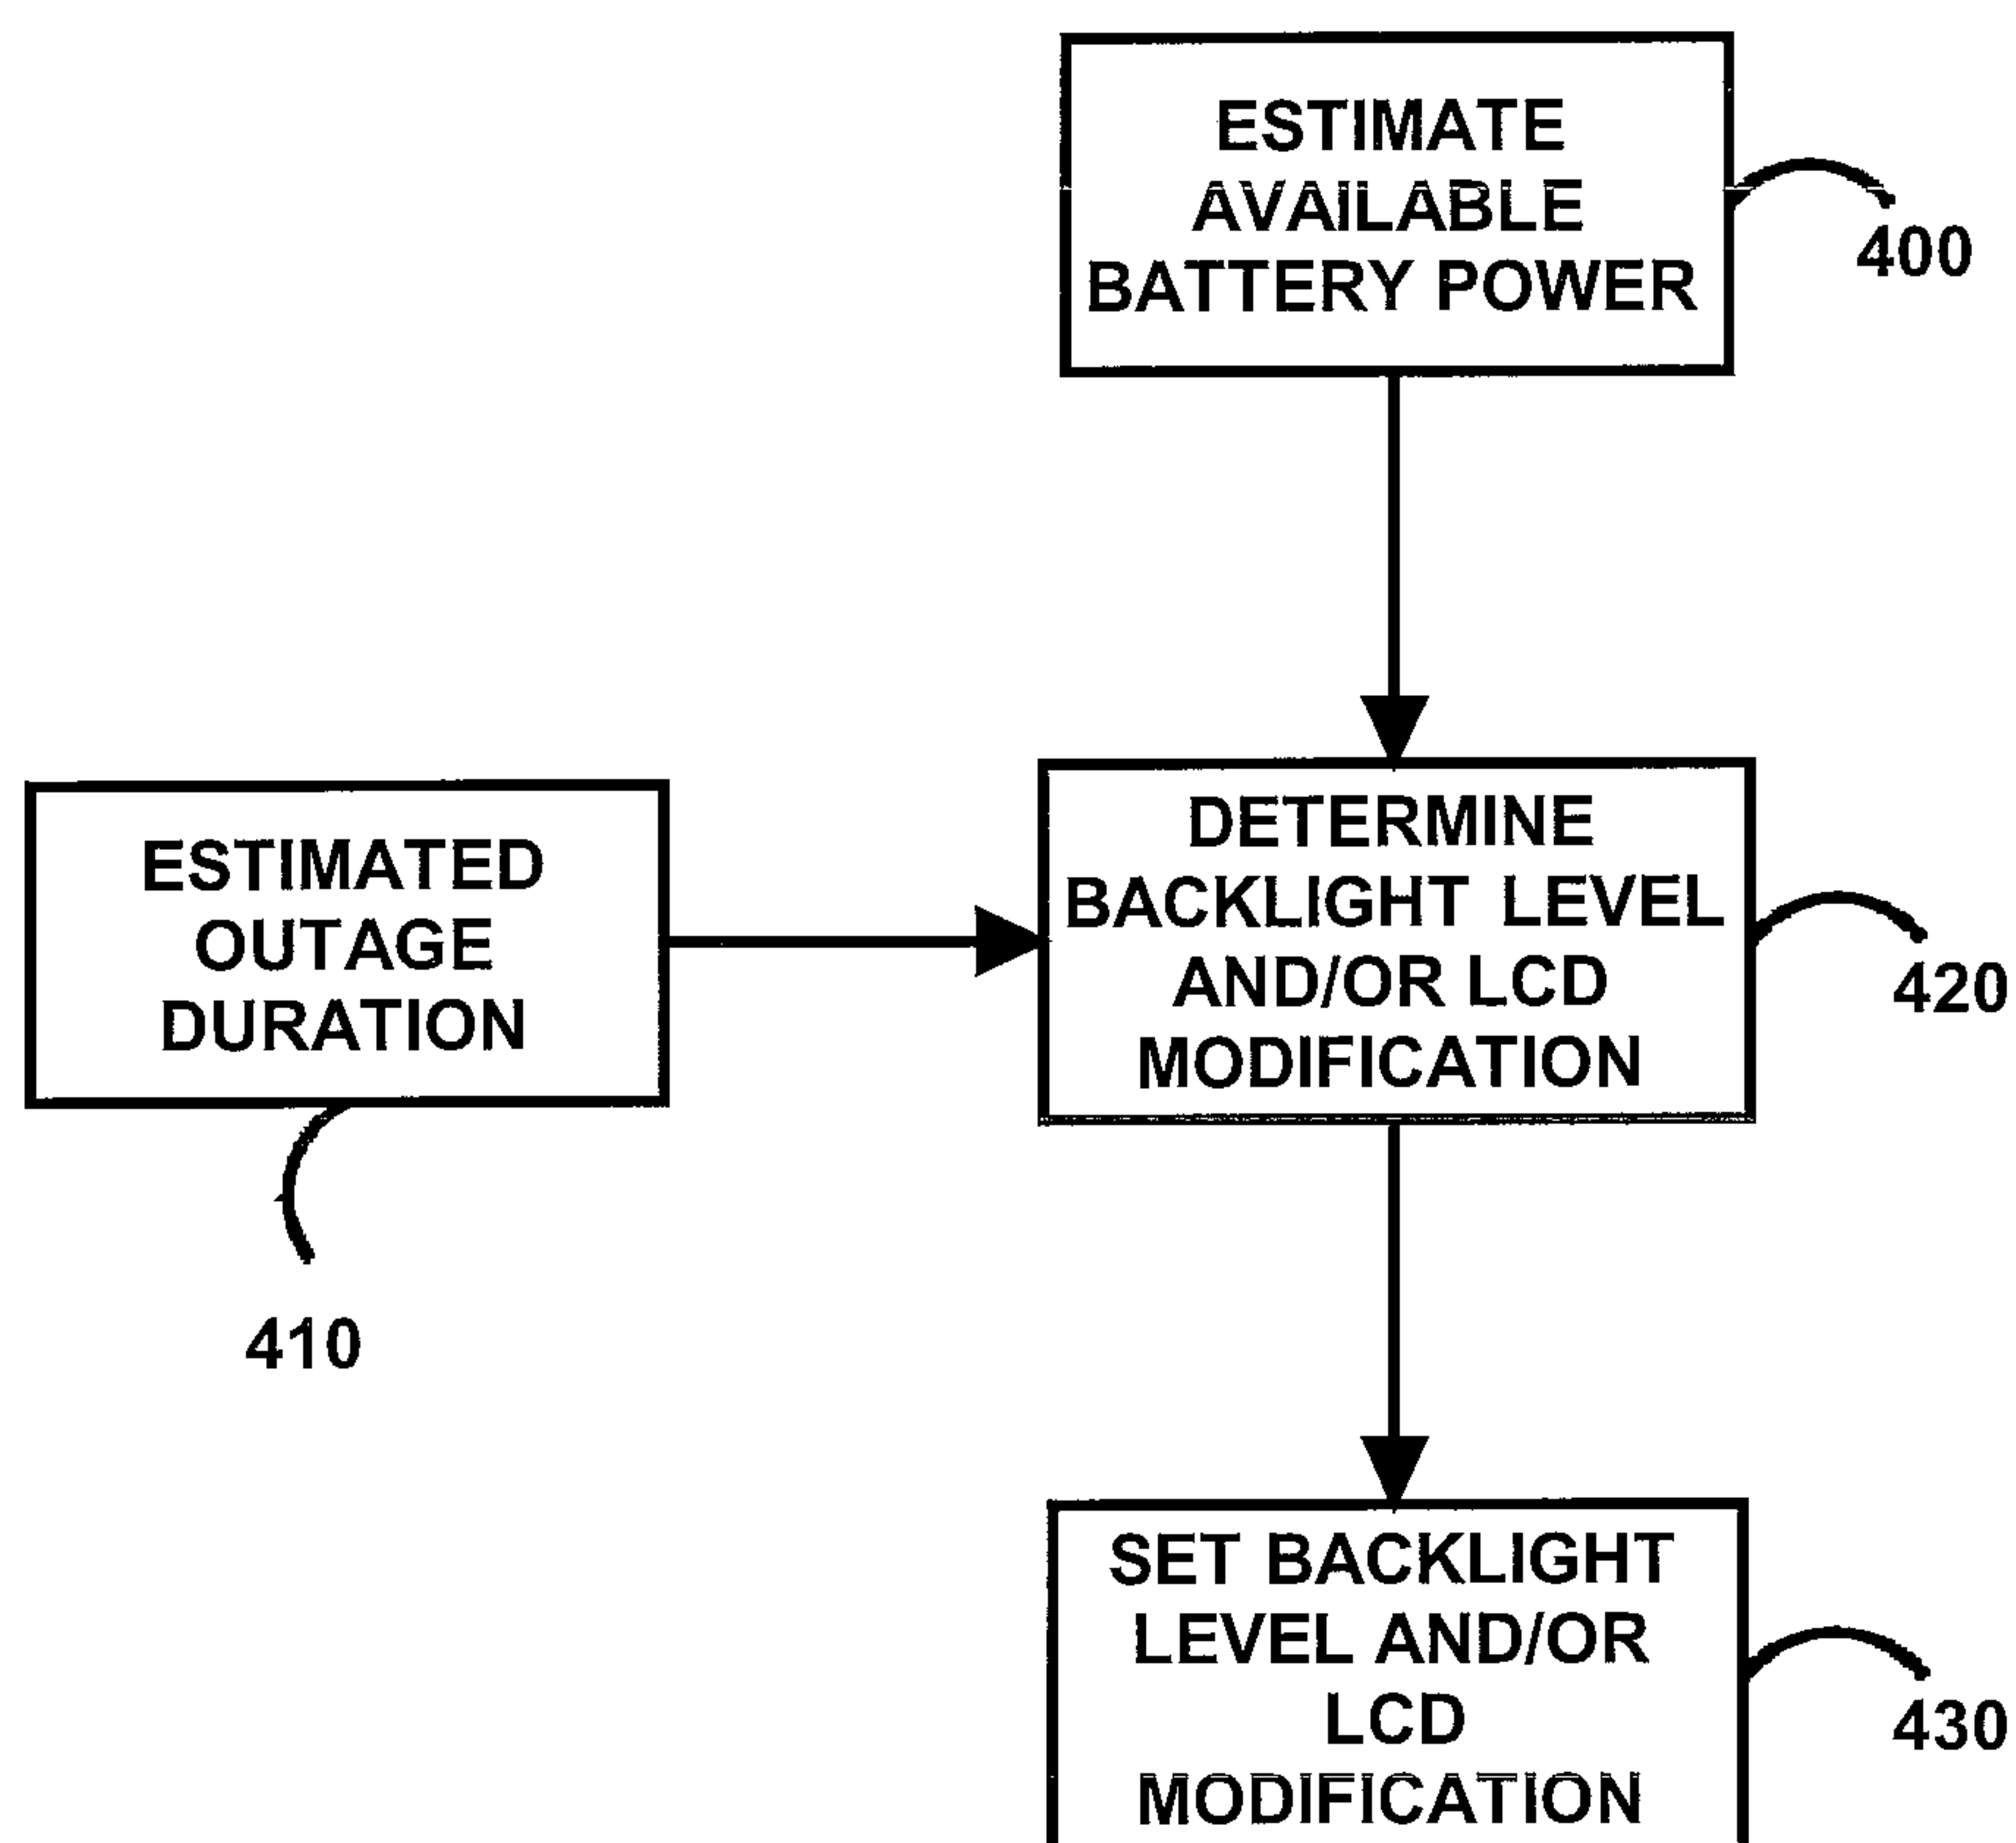 ESTIMATE
AVAILABLE
BATTERY POWER
400
ESTIMATED
OUTAGE
DURATION
410
DETERMINE
BACKLIGHT LEVEL
AND/OR LCD
MODIFICATION
420
SET BACKLIGHT
LEVEL AND/OR
LCD
MODIFICATION
430